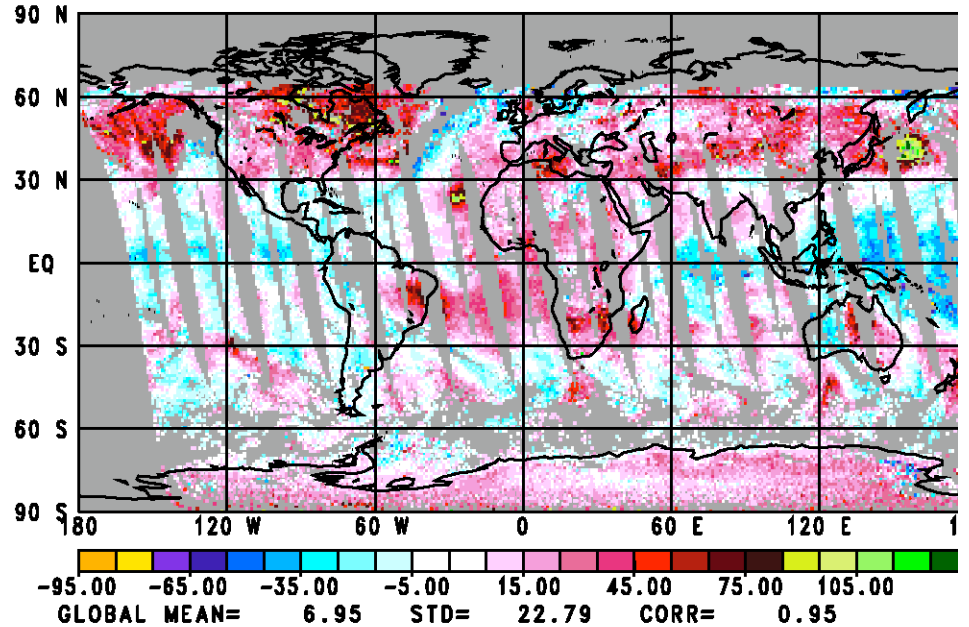 90 N
60 N
30 N
EQ
30 S
60 S
90 S
180 120 W 60 W 0 60 E 120 E 1
-95.00 -65.00 -35.00 -5.00 15.00 45.00 75.00 105.00
GLOBAL MEAN= 6.95 STD= 22.79 CORR= 0.95